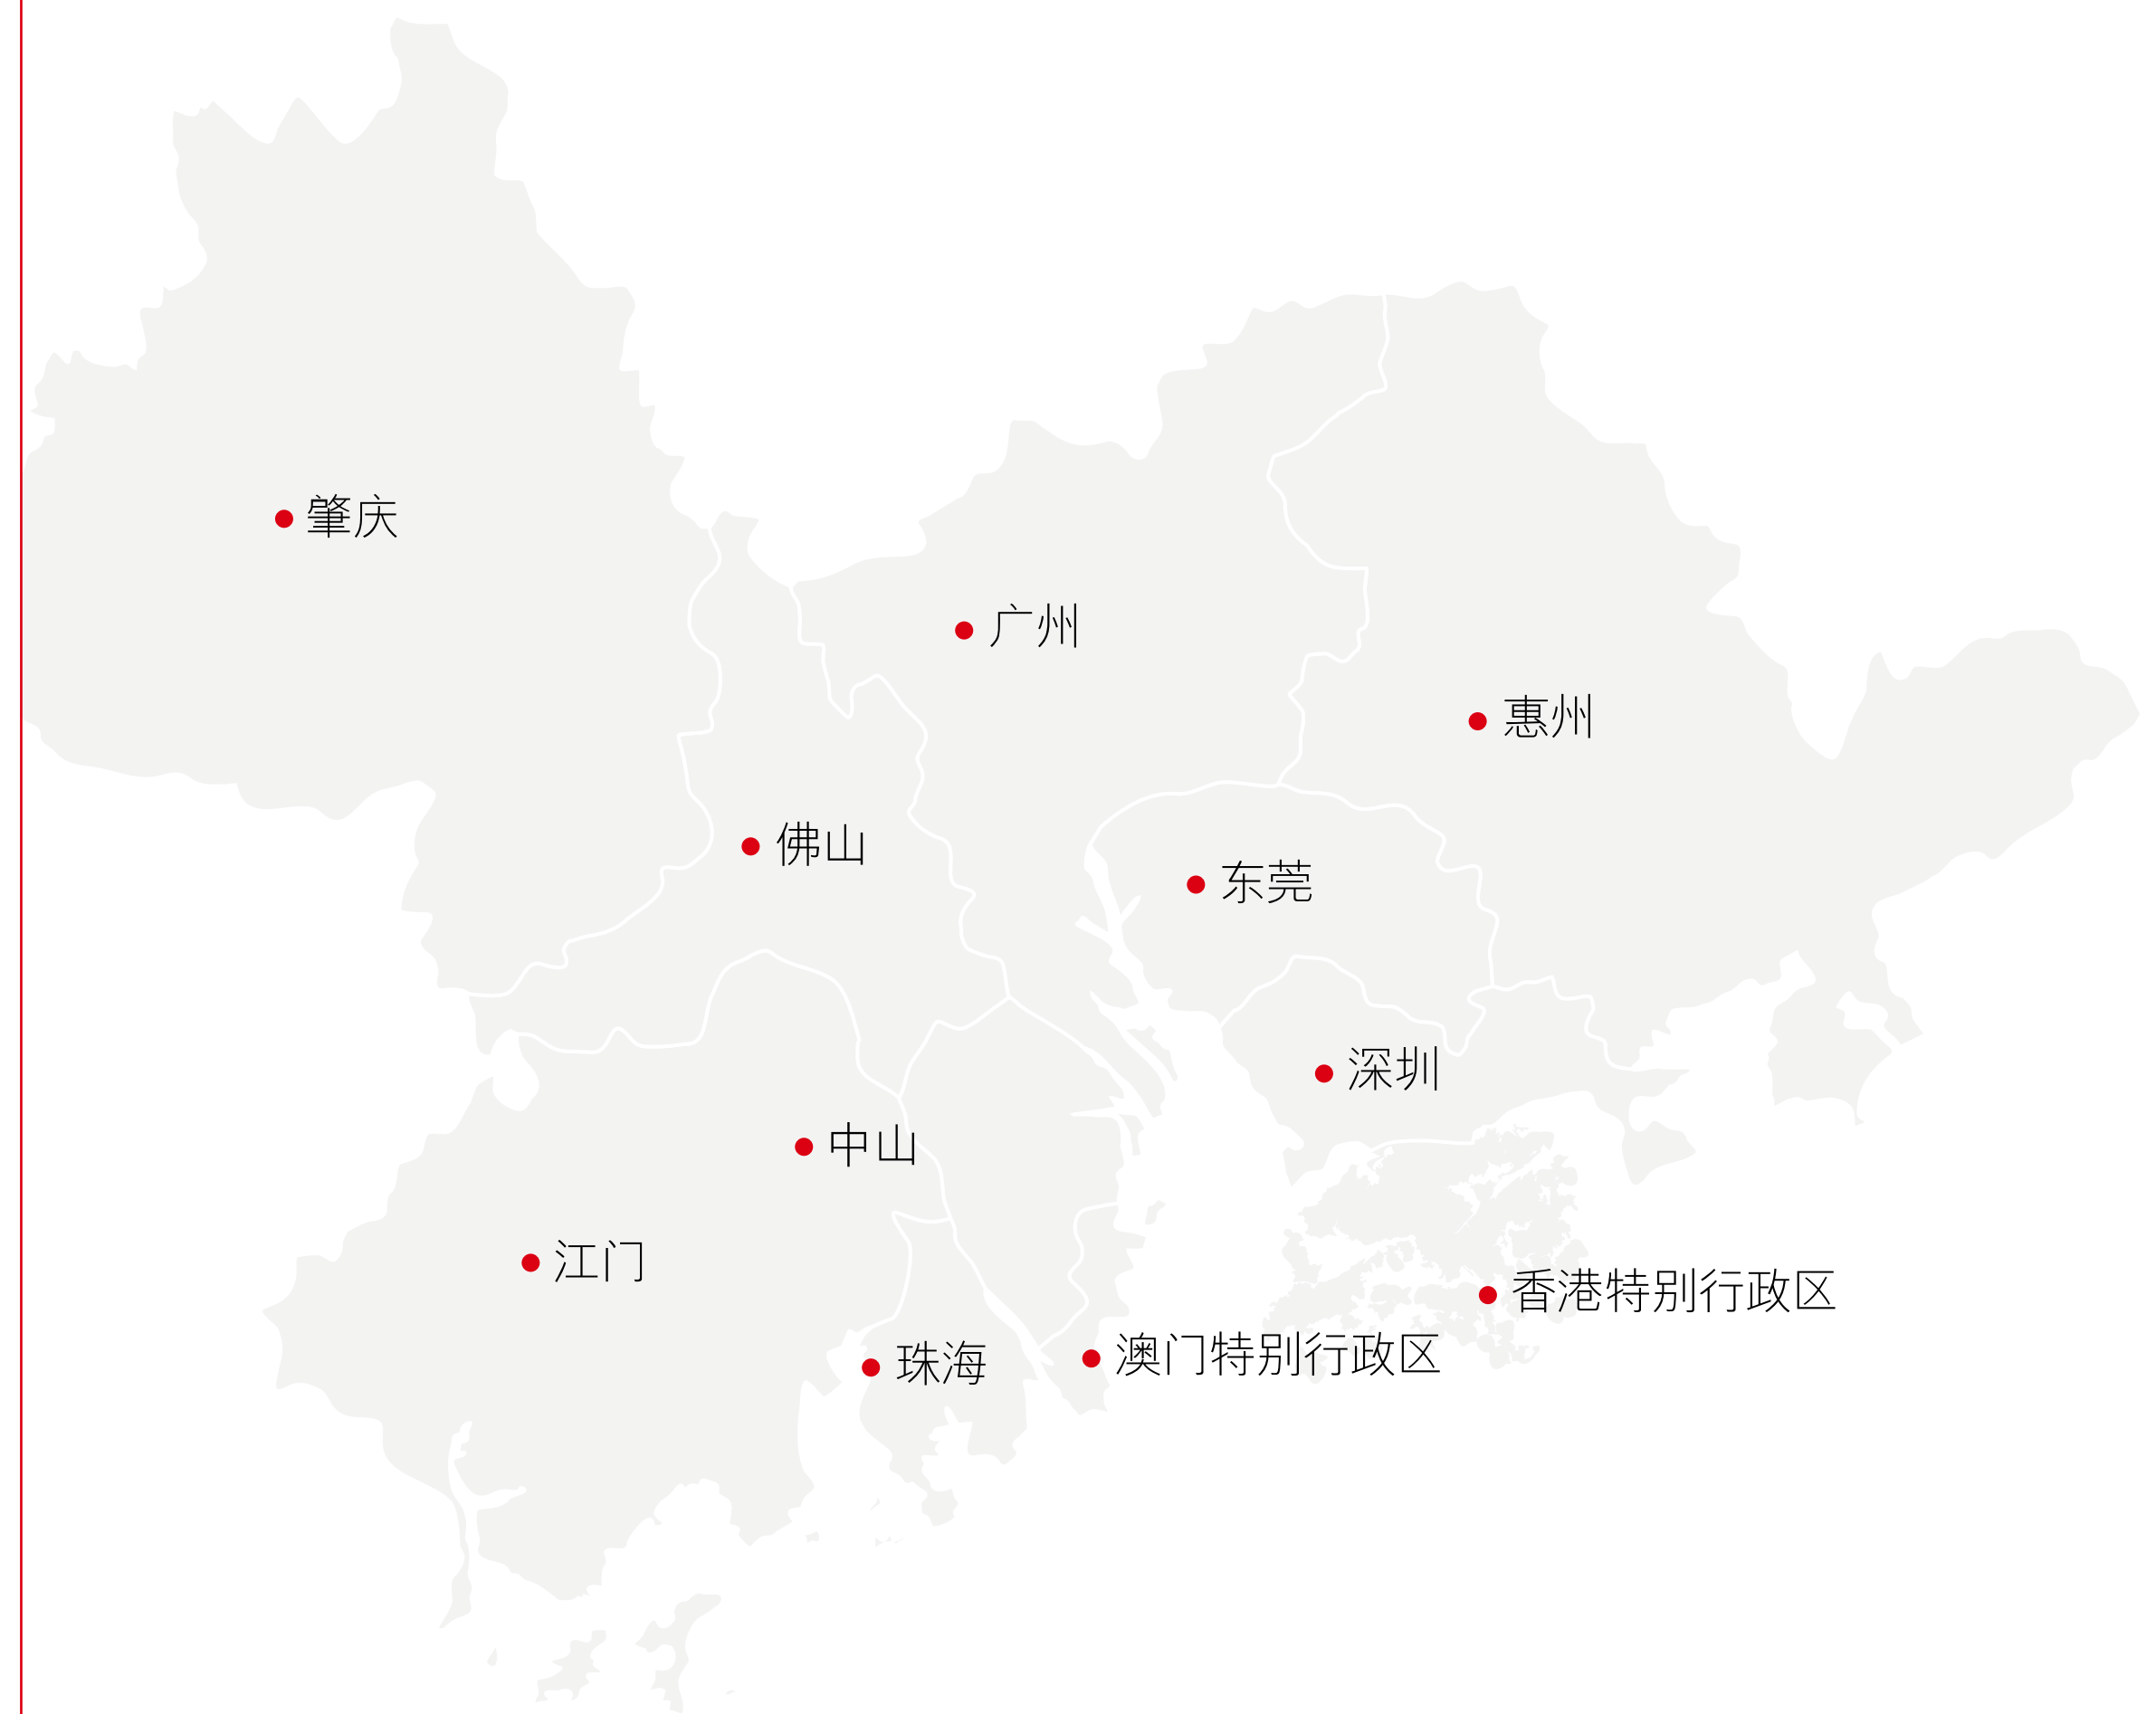 肇庆
广州
惠州
佛山
东莞
深圳
中山
江门
香港特别行政区
澳门特别行政区
珠海